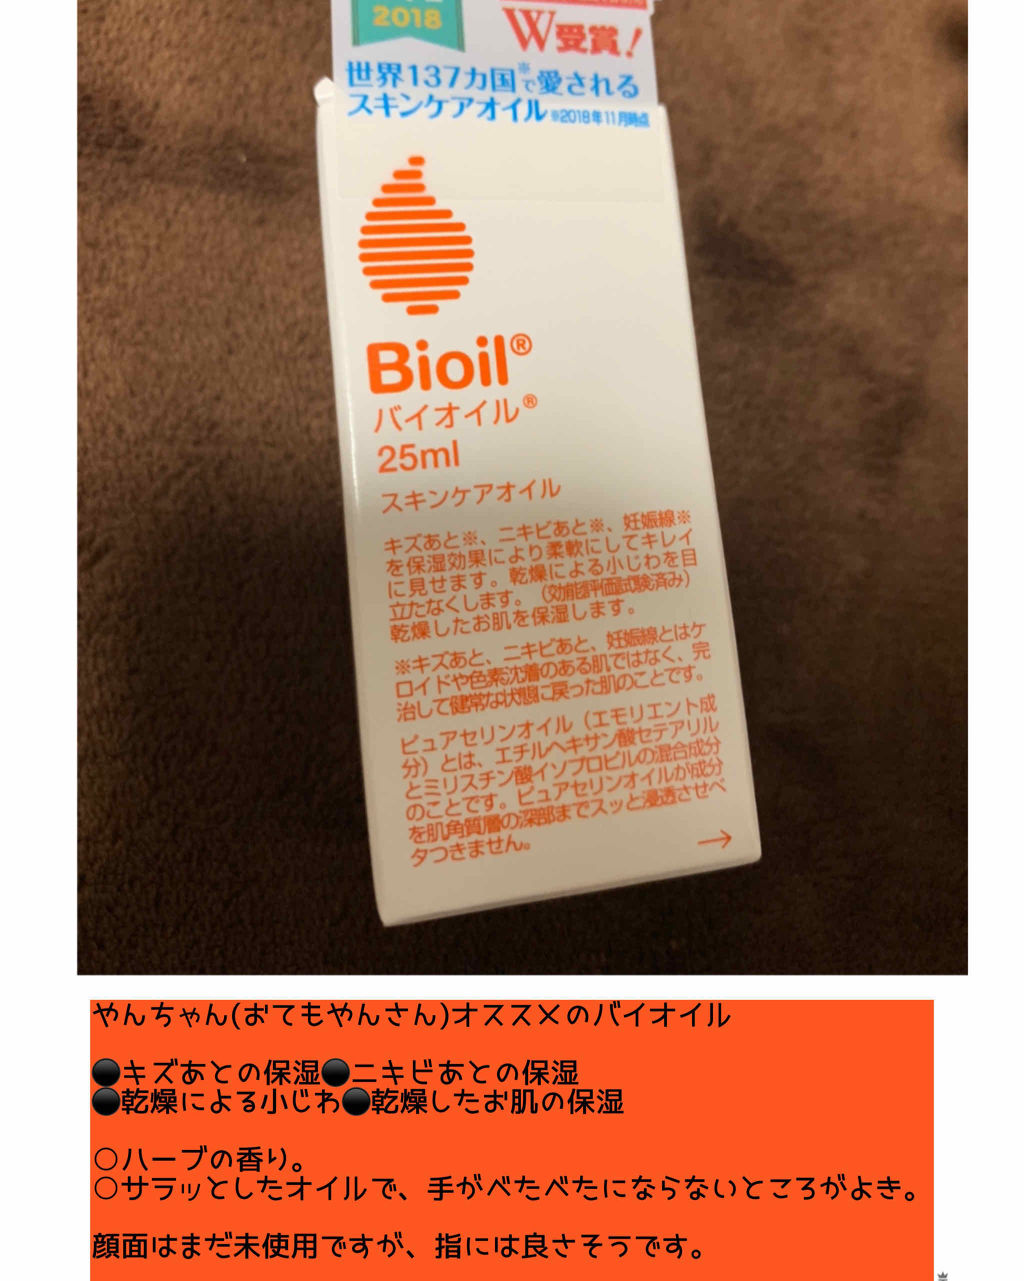 2018
W受賞!
世界137カ国※で愛される
スキンケアオイル※2018年11月時点
Bioil®
バイオイル®
25ml
スキンケアオイル
キズあと※、ニキビあと※、妊娠線※
を保湿効果により柔軟にしてキレイ
に見せます。乾燥による小じわを目
立たなくします。（効能評価試験済み）
乾燥したお肌を保湿します。
※キズあと、ニキビあと、妊娠線とはケ
ロイドや色素沈着のある肌ではなく、完
治して健常な状態に戻った肌のことです。
ピュアセリンオイル（エモリエント成
分）とは、エチルヘキサン酸セテアリル
とミリスチン酸イソプロピルの混合成分
のことです。ピュアセリンオイルが成分
を肌角質層の深部までスッと浸透させベ
タつきません。
→
やんちゃん(おてもやんさん)オススメのバイオイル
●キズあとの保湿●ニキビあとの保湿
●乾燥による小じわ●乾燥したお肌の保湿
○ハーブの香り。
○サラッとしたオイルで、手がべたべたにならないところがよき。
顔面はまだ未使用ですが、指には良さそうです。